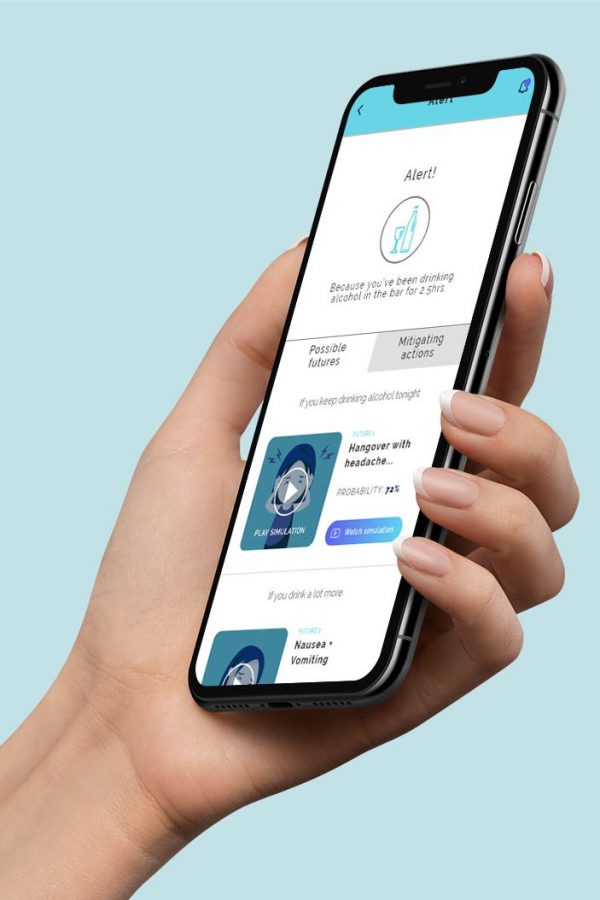 Alert
Alert!
Because you've been drinking
alcohol in the bar for 2.5hrs
Possible
futures
Mitigating
actions
If you keep drinking alcohol tonight
FUTURE 1
Hangover with
headache...
PROBABILITY: 72%
PLAY SIMULATION
Watch simulation
If you drink a lot more
FUTURE 2
Nausea +
Vomiting